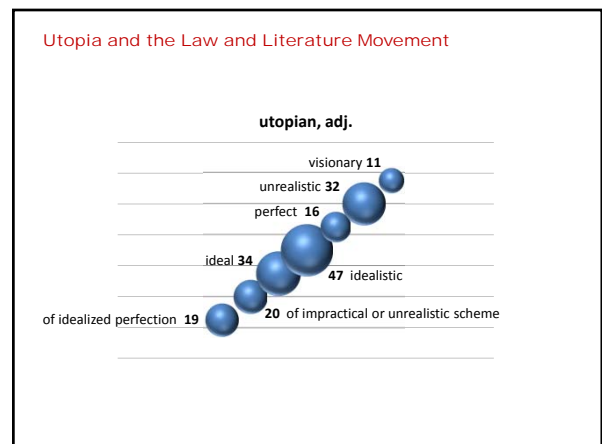 Utopia and the Law and Literature Movement
utopian, adj.
visionary 11
unrealistic 32
perfect 16
ideal 34
47 idealistic
20 of impractical or unrealistic scheme
of idealized perfection 19